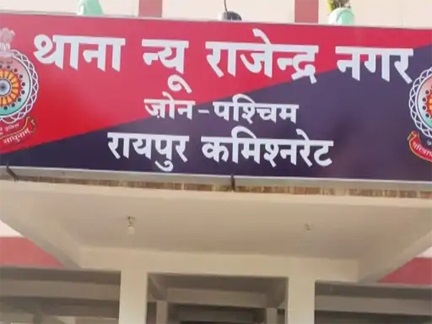 थाना न्यू राजेन्द्र नगर
ज़ोन-पश्चिम
रायपुर कमिश्नरेट